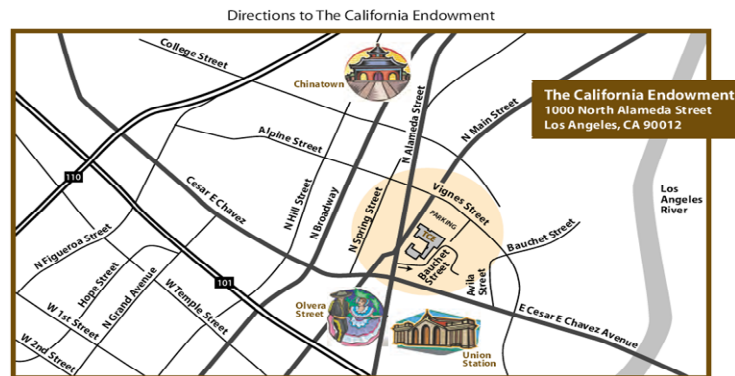 Directions to The California Endowment
College Street
Chinatown
The California Endowment
1000 North Alameda Street
Los Angeles, CA 90012
N Main Street
N Alameda Street
Alpine Street
110
Cesar E Chavez
N Hill Street
N Broadway
N Spring Street
Vignes Street
PARKING
TCE
Los
Angeles
River
N Figueroa Street
Bauchet Street
Bauchet
Street
Avila
Street
Hope Street
N Grand Avenue
W Temple Street
101
W 1st Street
W 2nd Street
Olvera
Street
E Cesar E Chavez Avenue
Union
Station